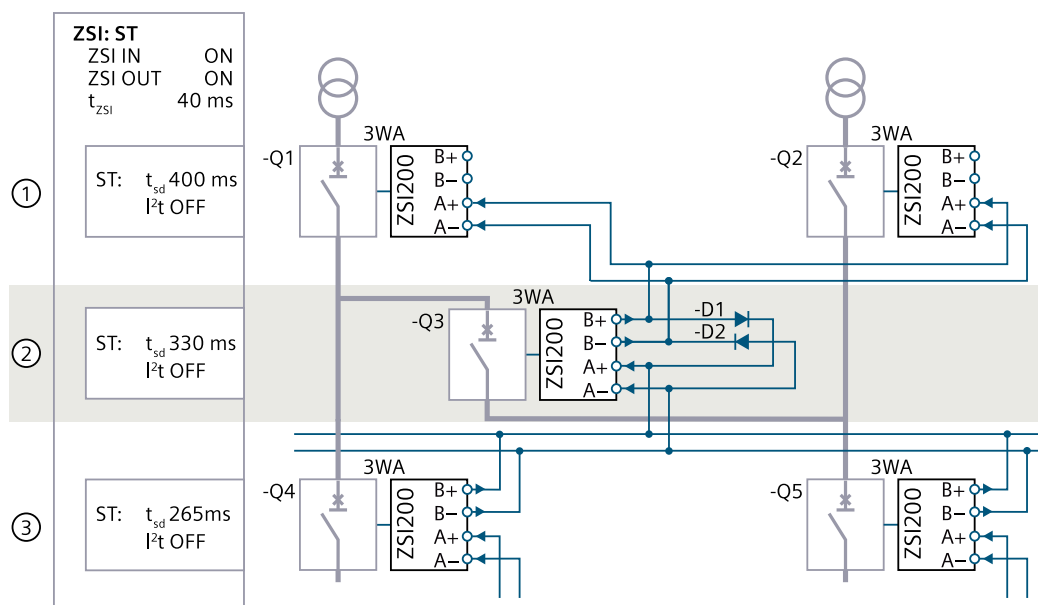 ZSI: ST
ZSI IN ON
ZSI OUT ON
tZSI 40 ms
3WA
3WA
-Q1
ZSI200
B+
B−
A+
A−
-Q2
ZSI200
B+
B−
A+
A−
1
ST: tsd 400 ms
I²t OFF
3WA
-Q3
ZSI200
B+
B−
A+
A−
-D1
-D2
2
ST: tsd 330 ms
I²t OFF
3WA
3WA
-Q4
ZSI200
B+
B−
A+
A−
-Q5
ZSI200
B+
B−
A+
A−
3
ST: tsd 265ms
I²t OFF